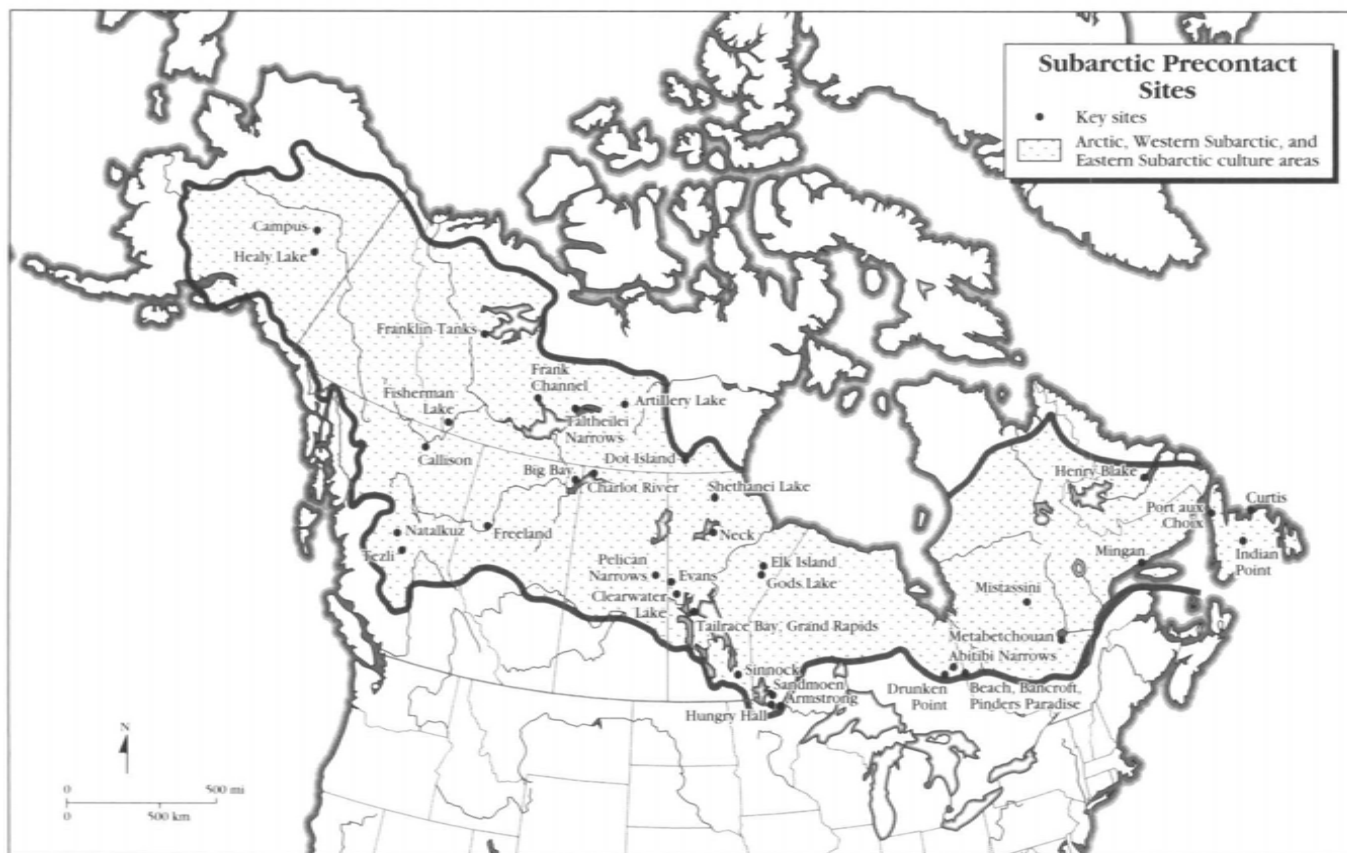 Subarctic Precontact
Sites
Key sites
Arctic, Western Subarctic, and
Eastern Subarctic culture areas
Campus
Healy Lake
Franklin Tanks
Frank
Channel
Fisherman
Lake
Artillery Lake
Taltheilei
Narrows
Callison
Dot Island
Big Bay
Charlot River
Henry Blake
Shethanei Lake
Port aux
Choix
Curtis
Natalkuz
Freeland
Neck
Tezli
Mingan
Indian
Point
Pelican
Narrows
Evans
Elk Island
Gods Lake
Clearwater
Lake
Mistassini
Tailrace Bay, Grand Rapids
Metabetchouan
Abitibi Narrows
Sinnock
Sandmoen
Armstrong
Drunken
Point
Beach, Bancroft,
Pinders Paradise
Hungry Hall
N
0 500 mi
0 500 km